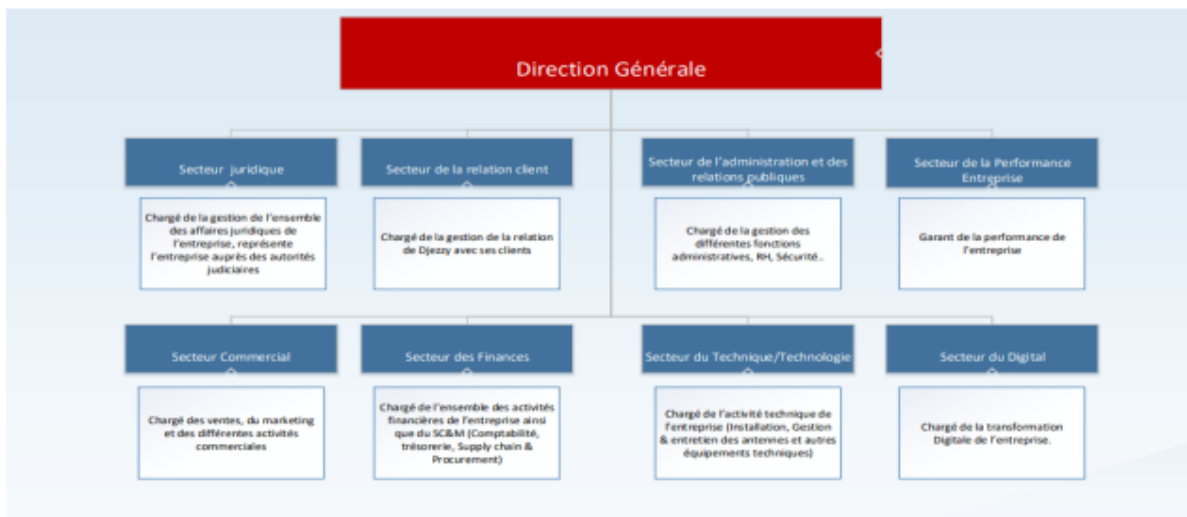 Direction Générale
Secteur juridique
Secteur de la relation client
Secteur de l'administration et des
relations publiques
Secteur de la Performance
Entreprise
Chargé de la gestion de l'ensemble
des affaires juridiques de
l'entreprise, représente
l'entreprise auprès des autorités
judiciaires
Chargé de la gestion de la relation
de Djezzy avec ses clients
Chargé de la gestion des
différentes fonctions
administratives, RH, Sécurité..
Garant de la performance de
l'entreprise
Secteur Commercial
Secteur des Finances
Secteur du Technique/Technologie
Secteur du Digital
Chargé des ventes, du marketing
et des différentes activités
commerciales
Chargé de l'ensemble des activités
financières de l'entreprise ainsi
que du SC&M (Comptabilité,
trésorerie, Supply chain &
Procurement)
Chargé de l'activité technique de
l'entreprise (Installation, Gestion
& entretien des antennes et autres
équipements techniques)
Chargé de la transformation
Digitale de l'entreprise.